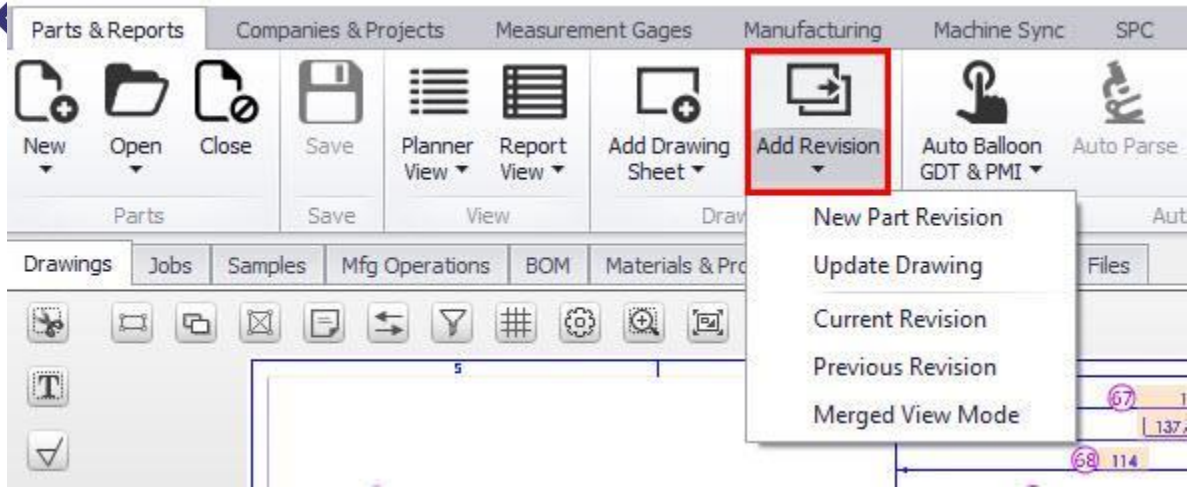 Parts & Reports Companies & Projects Measurement Gages Manufacturing Machine Sync SPC
New Open Close Save Planner View Report View Add Drawing Sheet Add Revision Auto Balloon GDT & PMI Auto Parse
Parts Save View
New Part Revision
Drawings Jobs Samples Mfg Operations BOM Files
Update Drawing
Current Revision
Previous Revision
Merged View Mode
T
5
67
137
68 114